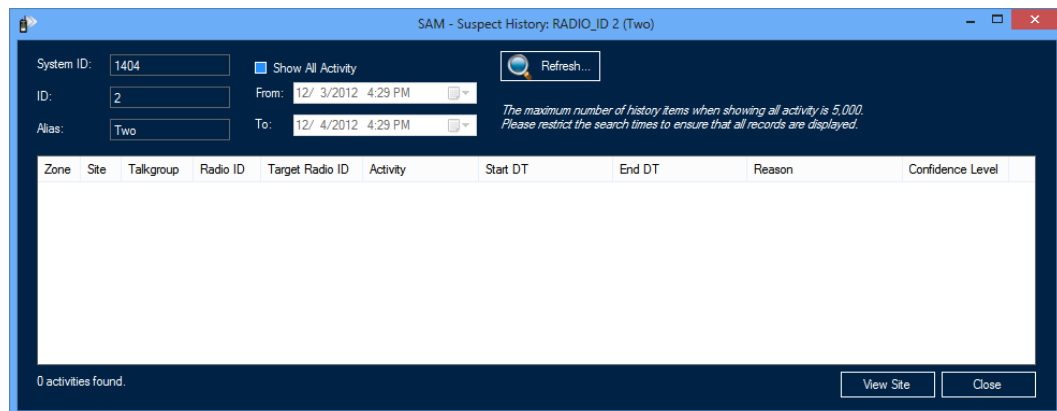 SAM - Suspect History: RADIO_ID 2 (Two)
System ID: 1404
Show All Activity
Refresh...
ID: 2
From: 12/ 3/2012 4:29 PM
The maximum number of history items when showing all activity is 5,000.
Please restrict the search times to ensure that all records are displayed.
Alias: Two
To: 12/ 4/2012 4:29 PM
Zone Site Talkgroup Radio ID Target Radio ID Activity Start DT End DT Reason Confidence Level
0 activities found.
View Site Close